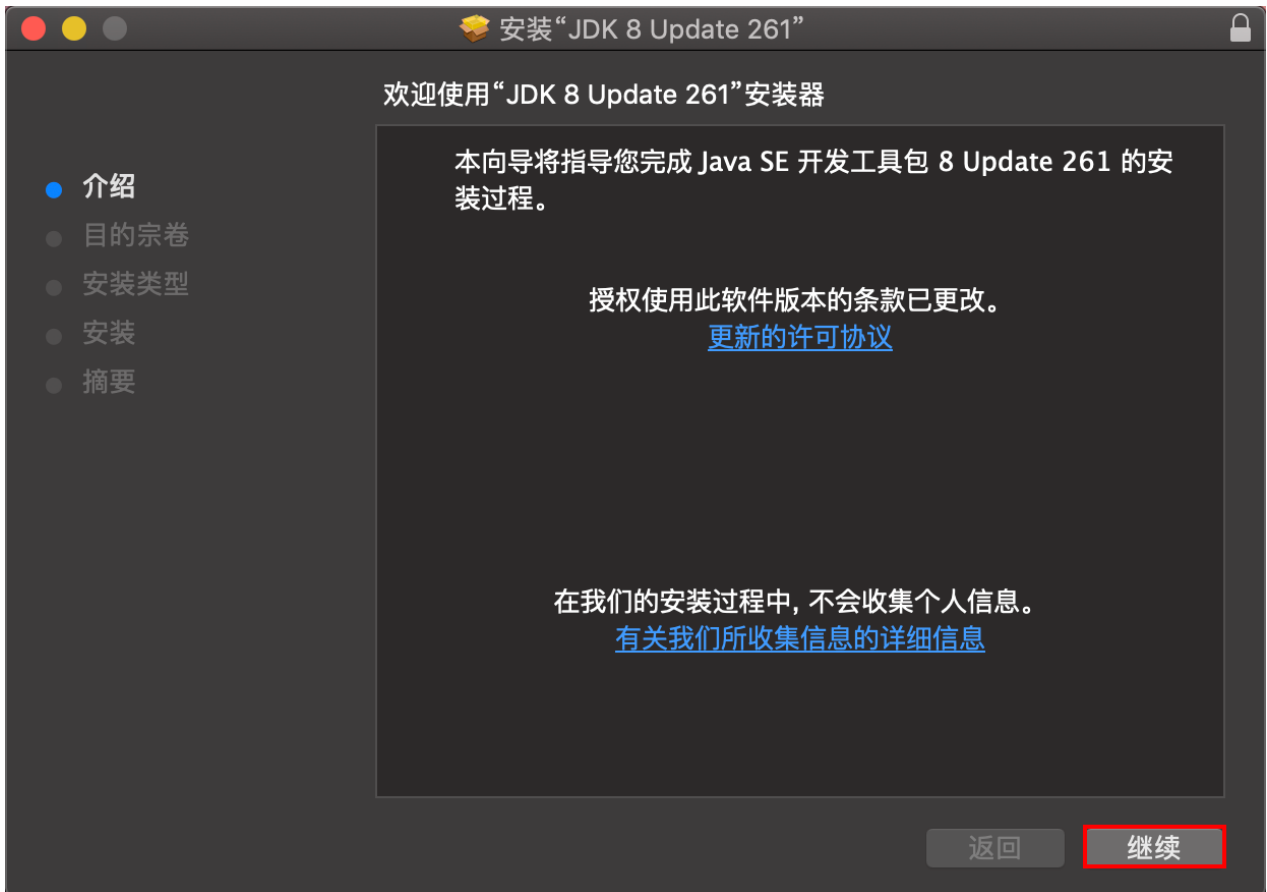 安装“JDK 8 Update 261”
欢迎使用“JDK 8 Update 261”安装器
介绍
目的宗卷
安装类型
安装
摘要
本向导将指导您完成 Java SE 开发工具包 8 Update 261 的安
装过程。
授权使用此软件版本的条款已更改。
更新的许可协议
在我们的安装过程中, 不会收集个人信息。
有关我们所收集信息的详细信息
返回
继续